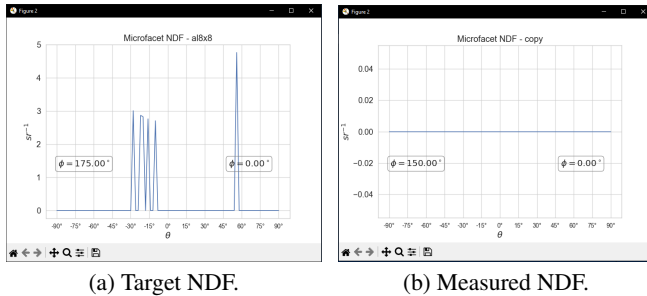 Figure 2
Microfacet NDF - al8x8
5
4
3
2
1
0
sr⁻¹
ϕ = 175.00°
ϕ = 0.00°
-90° -75° -60° -45° -30° -15° 0° 15° 30° 45° 60° 75° 90°
θ
(a) Target NDF.
Figure 2
Microfacet NDF - copy
0.04
0.02
0.00
−0.02
−0.04
sr⁻¹
ϕ = 150.00°
ϕ = 0.00°
-90° -75° -60° -45° -30° -15° 0° 15° 30° 45° 60° 75° 90°
θ
(b) Measured NDF.